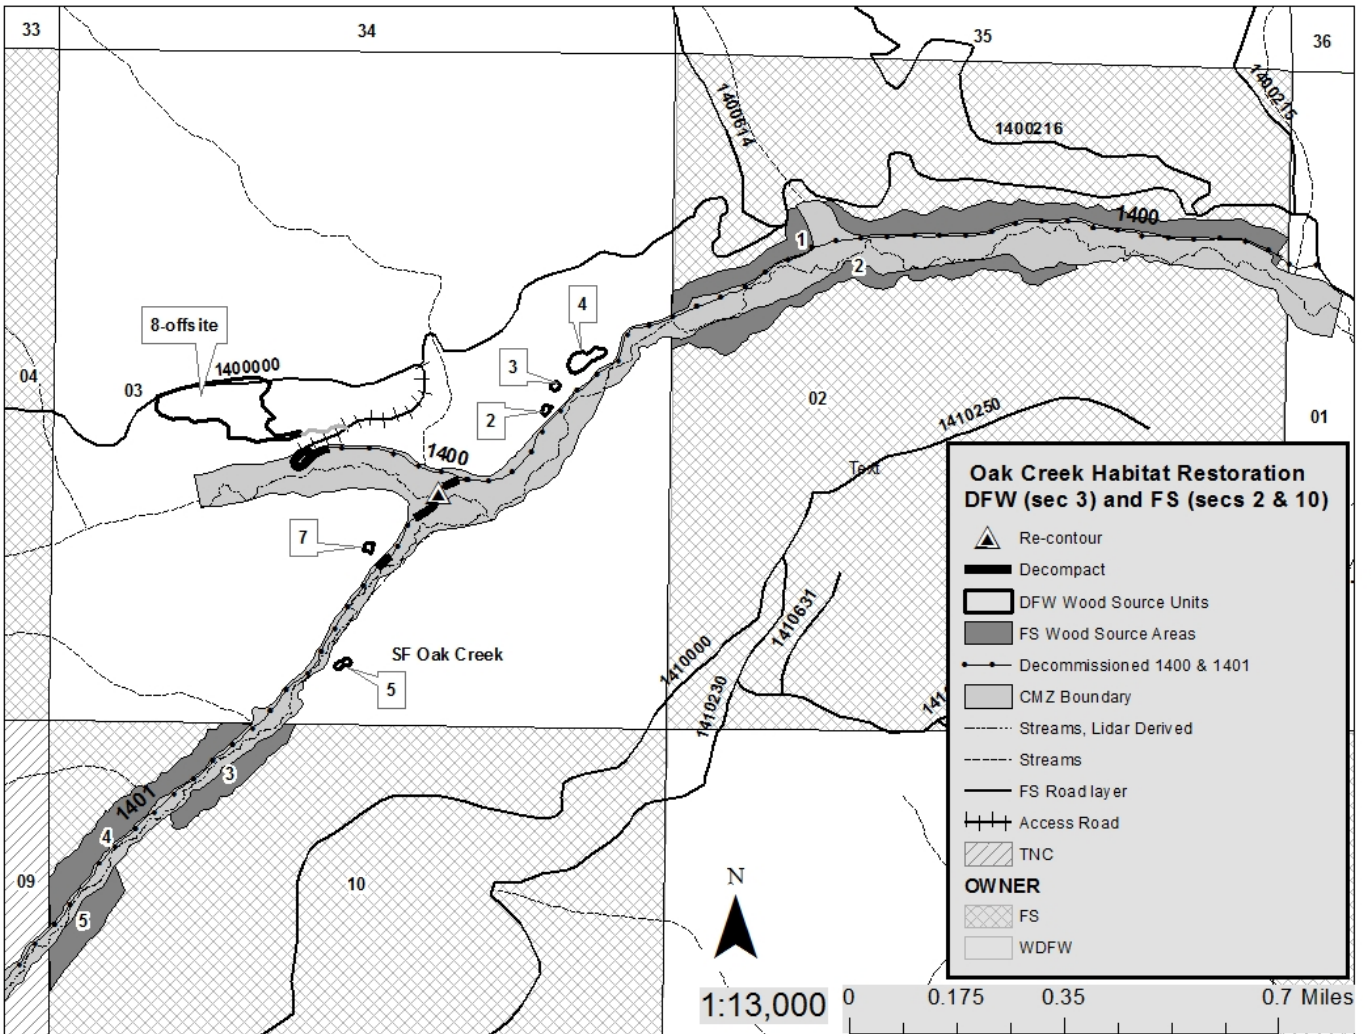 33
34
35
36
1400614
1400216
1400215
1400
1
2
4
8-offsite
3
1400000
04
03
2
02
01
1410250
1400
Text
7
1410631
SF Oak Creek
5
1410000
1410230
141
3
1401
4
09
10
5
Oak Creek Habitat Restoration
DFW (sec 3) and FS (secs 2 & 10)
Re-contour
Decompact
DFW Wood Source Units
FS Wood Source Areas
Decommissioned 1400 & 1401
CMZ Boundary
Streams, Lidar Derived
Streams
FS Road layer
Access Road
TNC
OWNER
FS
WDFW
N
1:13,000
0 0.175 0.35 0.7 Miles